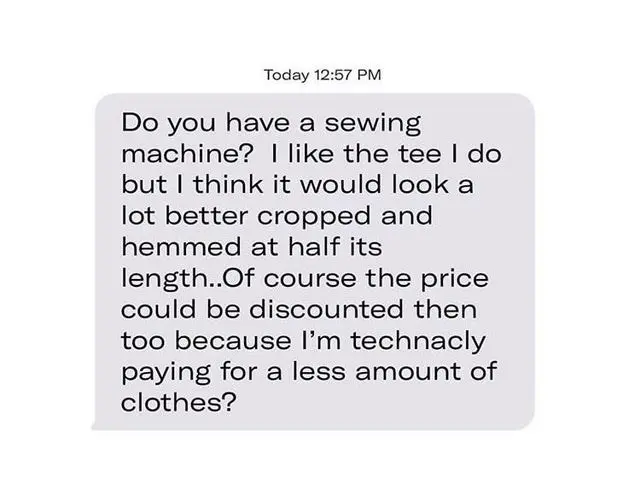 Today 12:57 PM
Do you have a sewing
machine?  I like the tee I do
but I think it would look a
lot better cropped and
hemmed at half its
length..Of course the price
could be discounted then
too because I’m technacly
paying for a less amount of
clothes?